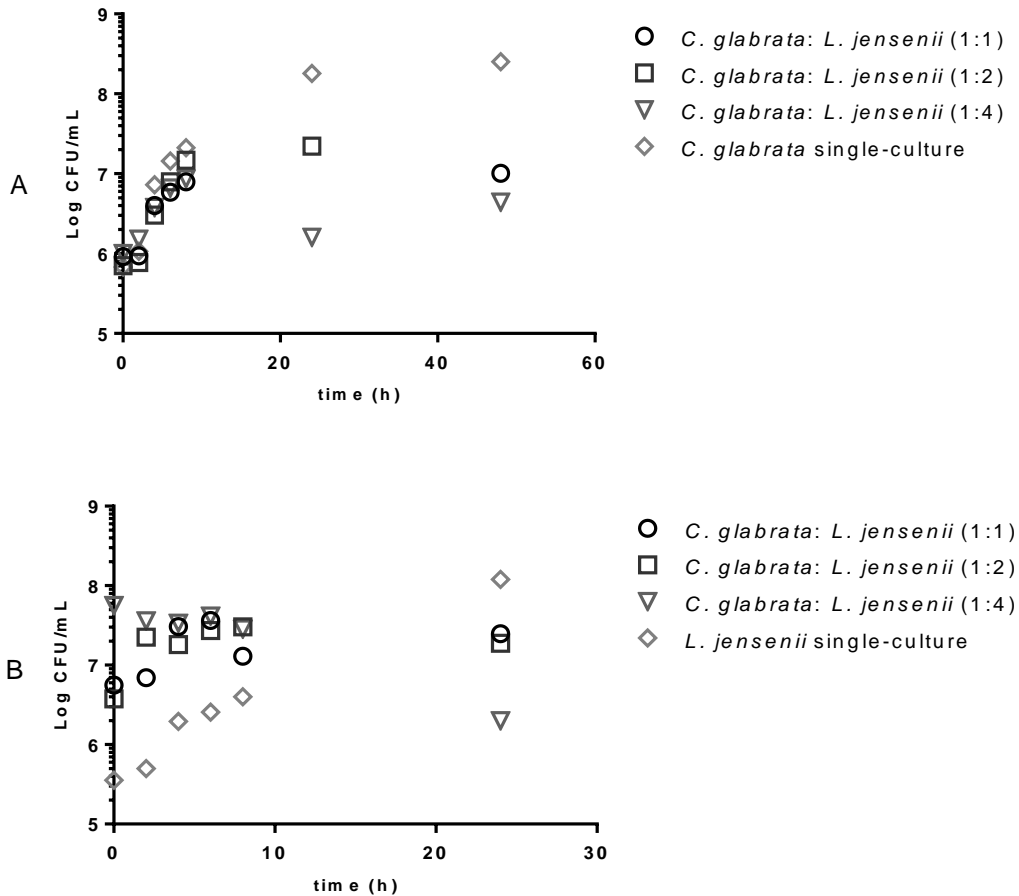 A
Log CFU/mL
9
8
7
6
5
0
20
40
60
time (h)
C. glabrata: L. jensenii (1:1)
C. glabrata: L. jensenii (1:2)
C. glabrata: L. jensenii (1:4)
C. glabrata single-culture
B
Log CFU/mL
9
8
7
6
5
0
10
20
30
time (h)
C. glabrata: L. jensenii (1:1)
C. glabrata: L. jensenii (1:2)
C. glabrata: L. jensenii (1:4)
L. jensenii single-culture